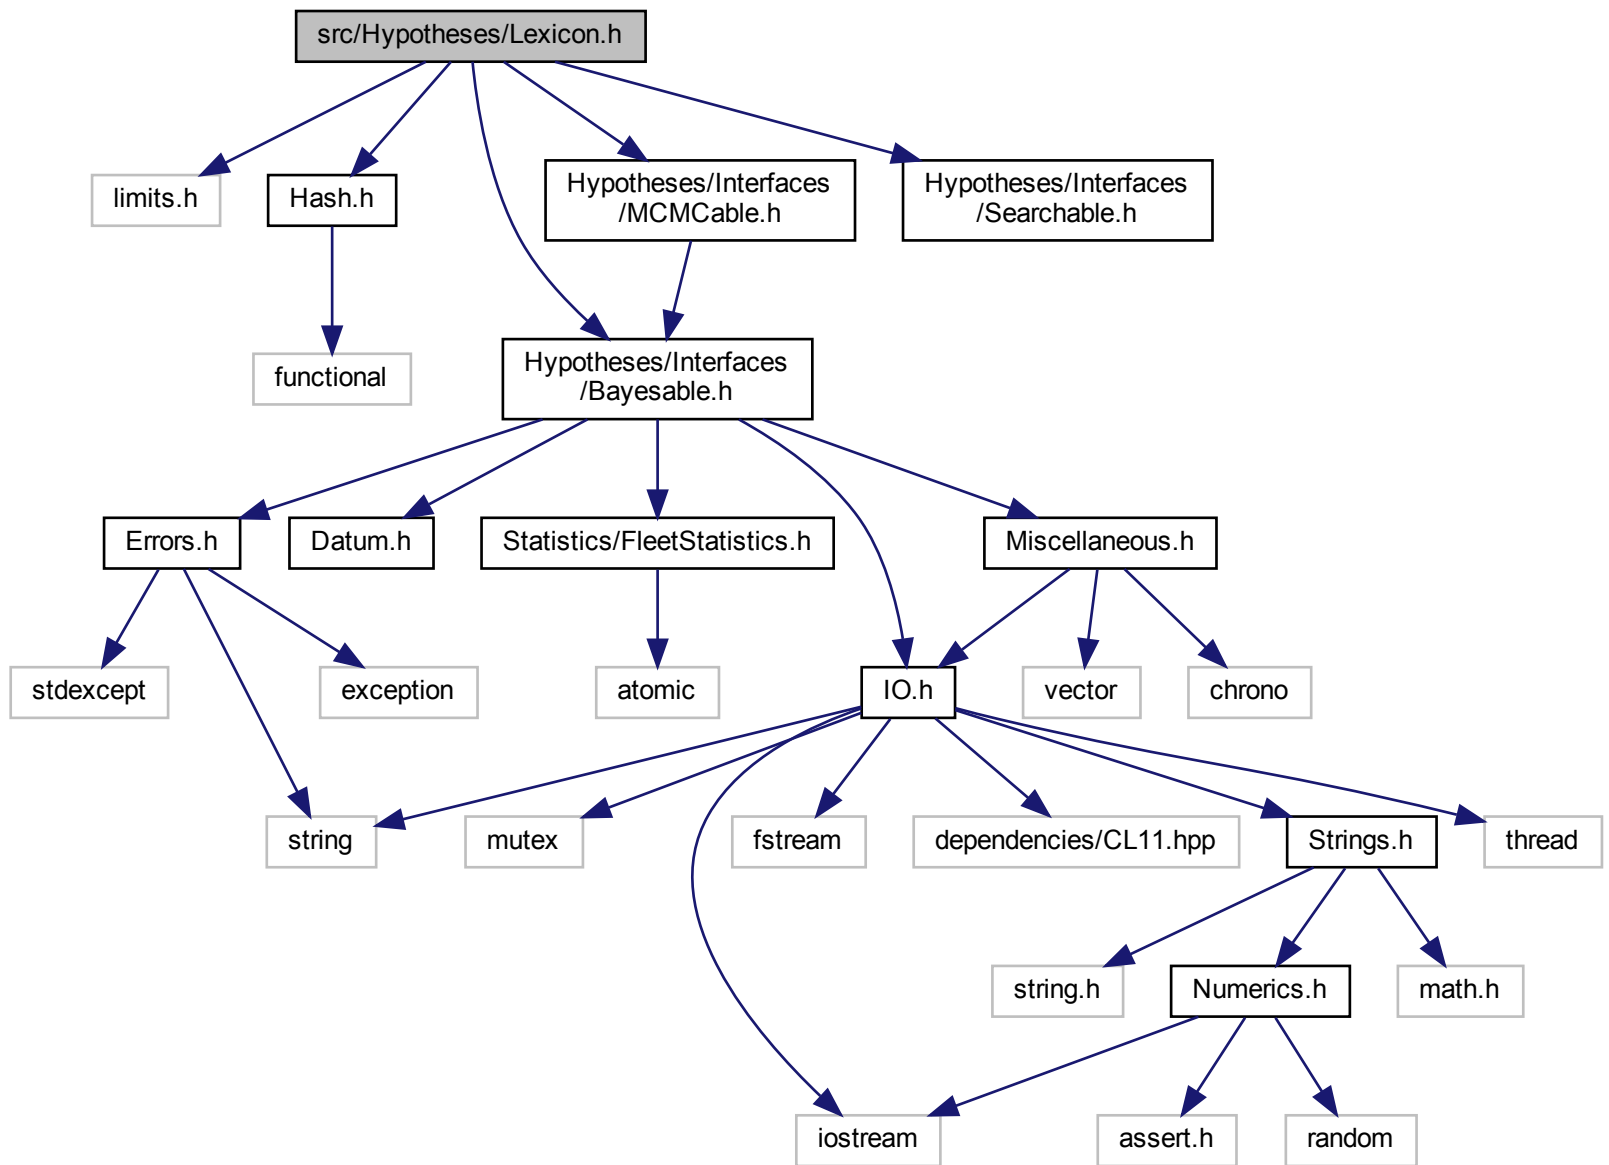 src/Hypotheses/Lexicon.h
limits.h
Hash.h
Hypotheses/Interfaces
/MCMCable.h
Hypotheses/Interfaces
/Searchable.h
functional
Hypotheses/Interfaces
/Bayesable.h
Errors.h
Datum.h
Statistics/FleetStatistics.h
Miscellaneous.h
stdexcept
exception
atomic
IO.h
vector
chrono
string
mutex
fstream
dependencies/CL11.hpp
Strings.h
thread
string.h
Numerics.h
math.h
iostream
assert.h
random